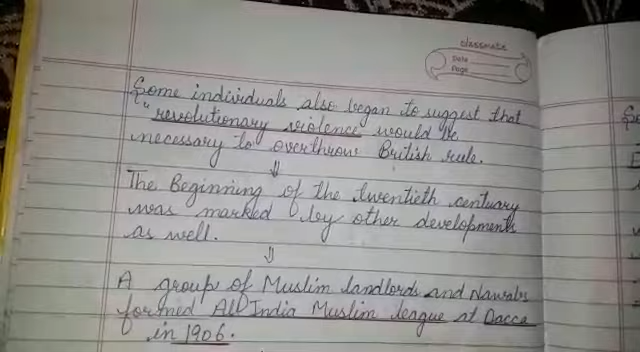 classmate
Date
Page
Some individuals also began to suggest that
"revolutionary violence would be
necessary to overthrow British rule.
⇓
The Beginning of the twentieth centuary
was marked by other developments
as well.
⇓
A group of Muslim landlords and Nawabs
formed All India Muslim league at Dacca
in 1906.